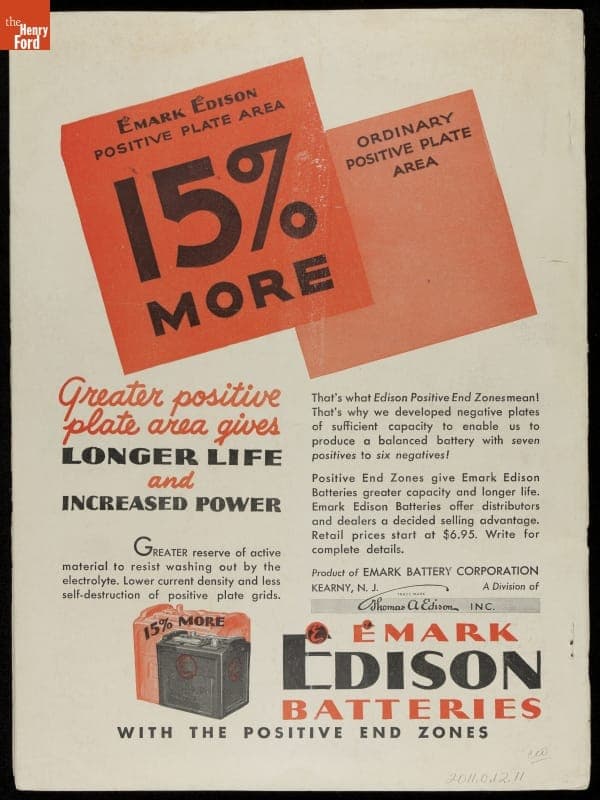 the
Henry
Ford
EMARK EDISON
POSITIVE PLATE AREA
15%
MORE
ORDINARY
POSITIVE PLATE
AREA
Greater positive
plate area gives
LONGER LIFE
and
INCREASED POWER
GREATER reserve of active
material to resist washing out by the
electrolyte. Lower current density and less
self-destruction of positive plate grids.
That's what Edison Positive End Zones mean!
That's why we developed negative plates
of sufficient capacity to enable us to
produce a balanced battery with seven
positives to six negatives!
Positive End Zones give Emark Edison
Batteries greater capacity and longer life.
Emark Edison Batteries offer distributors
and dealers a decided selling advantage.
Retail prices start at $6.95. Write for
complete details.
Product of EMARK BATTERY CORPORATION
KEARNY, N. J. A Division of
TRADE MARK
Thomas A Edison INC.
15% MORE
EMARK
EDISON
BATTERIES
WITH THE POSITIVE END ZONES
2011.0.12.11